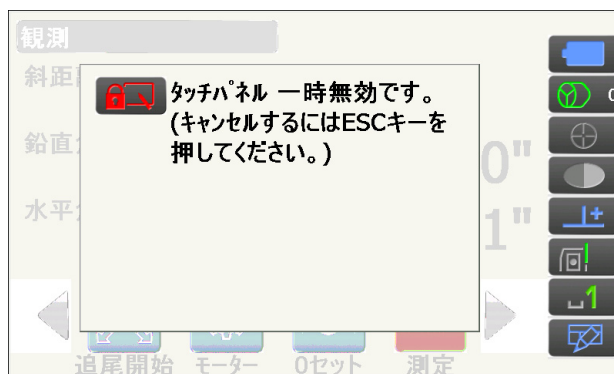 観測
斜距
タッチパネル 一時無効です。
(キャンセルするにはESCキーを
押してください。)
鉛直
0"
水平
1"
追尾開始
モーター
0セット
測定